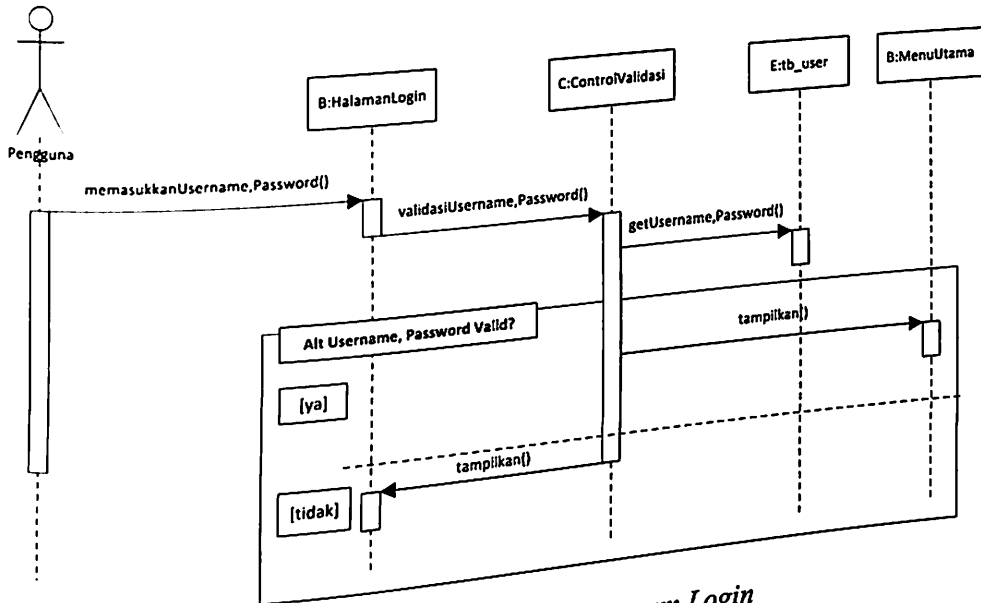 Pengguna
B:HalamanLogin
C:ControlValidasi
E:tb_user
B:MenuUtama
memasukkanUsername,Password()
validasiUsername,Password()
getUsername,Password()
Alt Username, Password Valid?
tampilkan()
[ya]
tampilkan()
[tidak]
Login